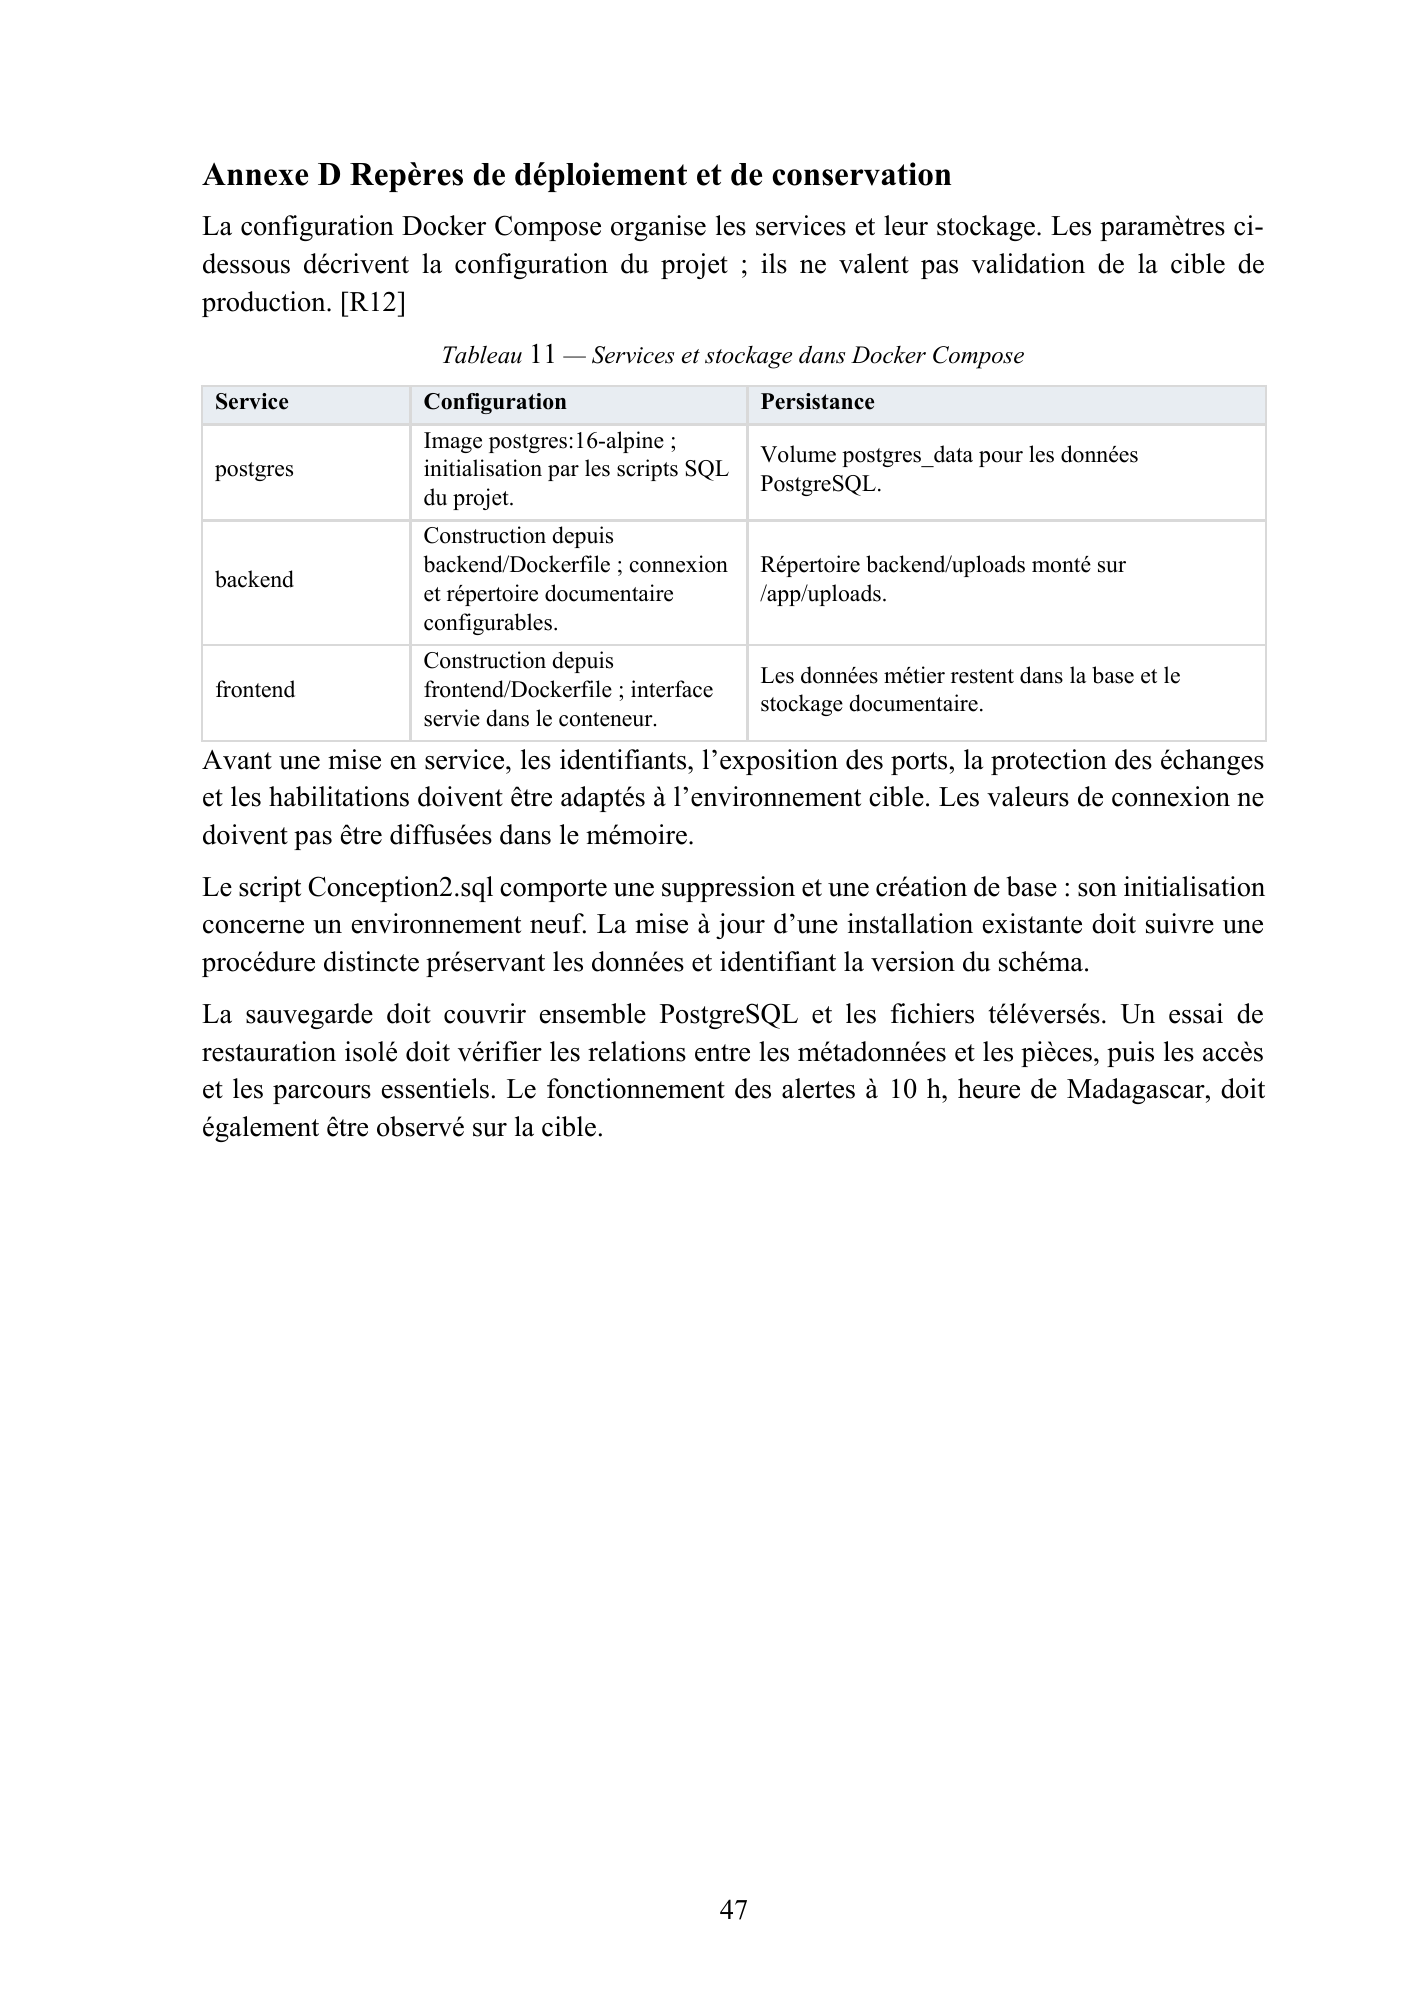 Annexe D Repères de déploiement et de conservation
La configuration Docker Compose organise les services et leur stockage. Les paramètres ci-
dessous décrivent la configuration du projet ; ils ne valent pas validation de la cible de
production. [R12]
Tableau 11 — Services et stockage dans Docker Compose
Service Configuration Persistance
postgres
Image postgres:16-alpine ;
initialisation par les scripts SQL
du projet.
Volume postgres_data pour les données
PostgreSQL.
backend
Construction depuis
backend/Dockerfile ; connexion
et répertoire documentaire
configurables.
Répertoire backend/uploads monté sur
/app/uploads.
frontend
Construction depuis
frontend/Dockerfile ; interface
servie dans le conteneur.
Les données métier restent dans la base et le
stockage documentaire.
Avant une mise en service, les identifiants, l’exposition des ports, la protection des échanges
et les habilitations doivent être adaptés à l’environnement cible. Les valeurs de connexion ne
doivent pas être diffusées dans le mémoire.
Le script Conception2.sql comporte une suppression et une création de base : son initialisation
concerne un environnement neuf. La mise à jour d’une installation existante doit suivre une
procédure distincte préservant les données et identifiant la version du schéma.
La sauvegarde doit couvrir ensemble PostgreSQL et les fichiers téléversés. Un essai de
restauration isolé doit vérifier les relations entre les métadonnées et les pièces, puis les accès
et les parcours essentiels. Le fonctionnement des alertes à 10 h, heure de Madagascar, doit
également être observé sur la cible.
47